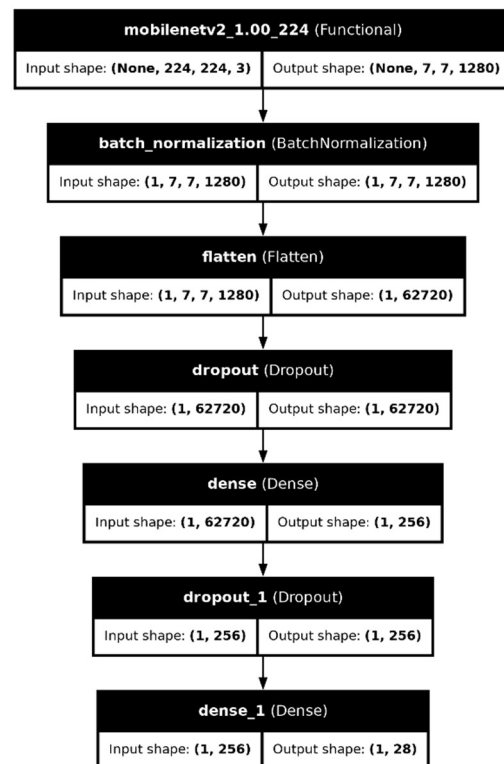 mobilenetv2_1.00_224 (Functional)
Input shape: (None, 224, 224, 3) Output shape: (None, 7, 7, 1280)
batch_normalization (BatchNormalization)
Input shape: (1, 7, 7, 1280) Output shape: (1, 7, 7, 1280)
flatten (Flatten)
Input shape: (1, 7, 7, 1280) Output shape: (1, 62720)
dropout (Dropout)
Input shape: (1, 62720) Output shape: (1, 62720)
dense (Dense)
Input shape: (1, 62720) Output shape: (1, 256)
dropout_1 (Dropout)
Input shape: (1, 256) Output shape: (1, 256)
dense_1 (Dense)
Input shape: (1, 256) Output shape: (1, 28)